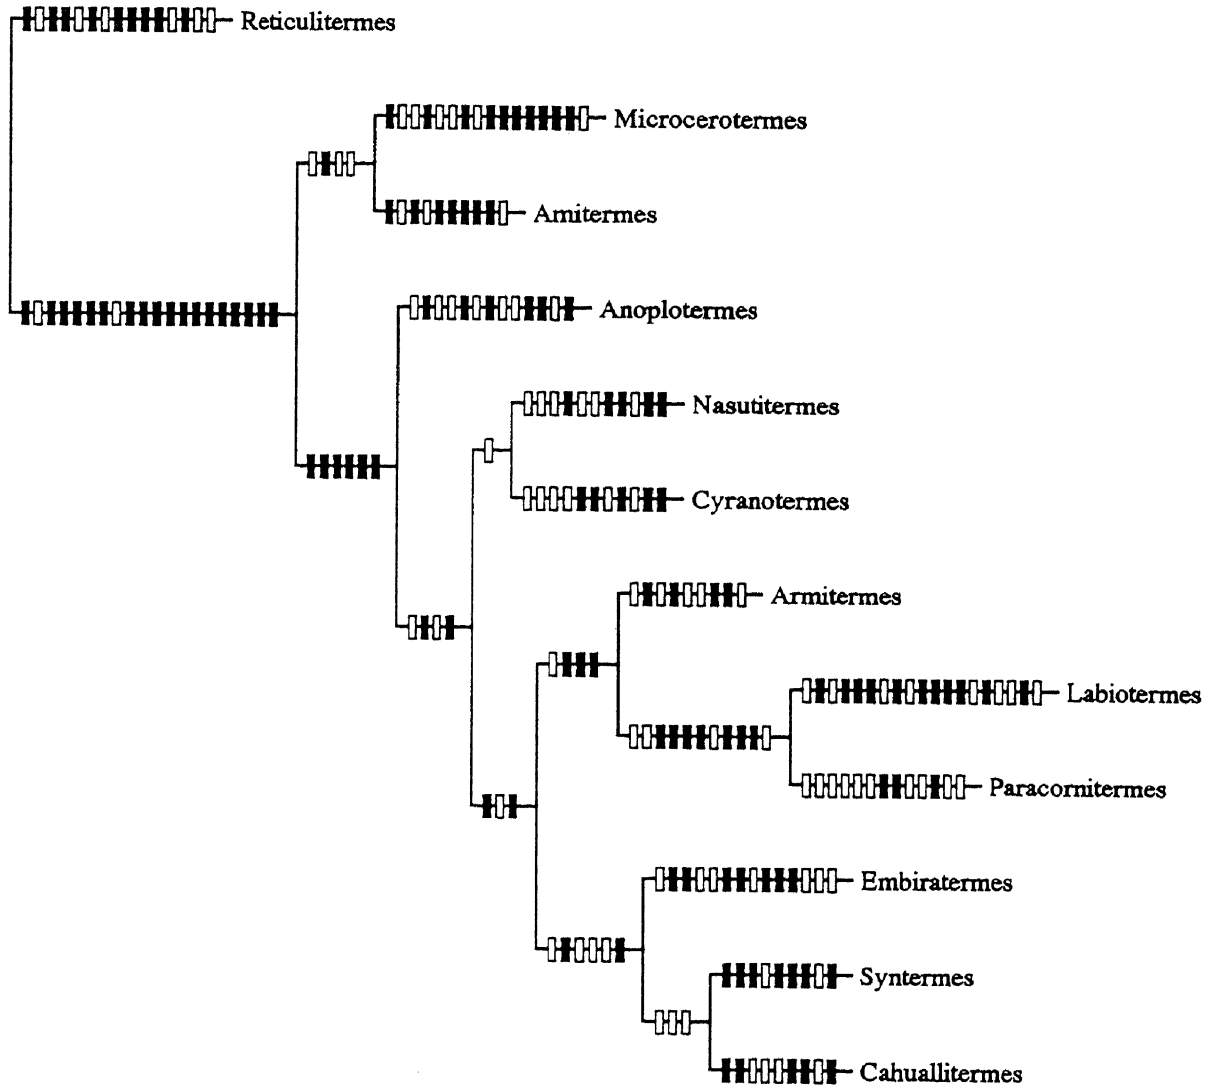 Reticulitermes
Microcerotermes
Amitermes
Anoplotermes
Nasutitermes
Cyranotermes
Armitermes
Labiotermes
Paracornitermes
Embiratermes
Syntermes
Cahuallitermes